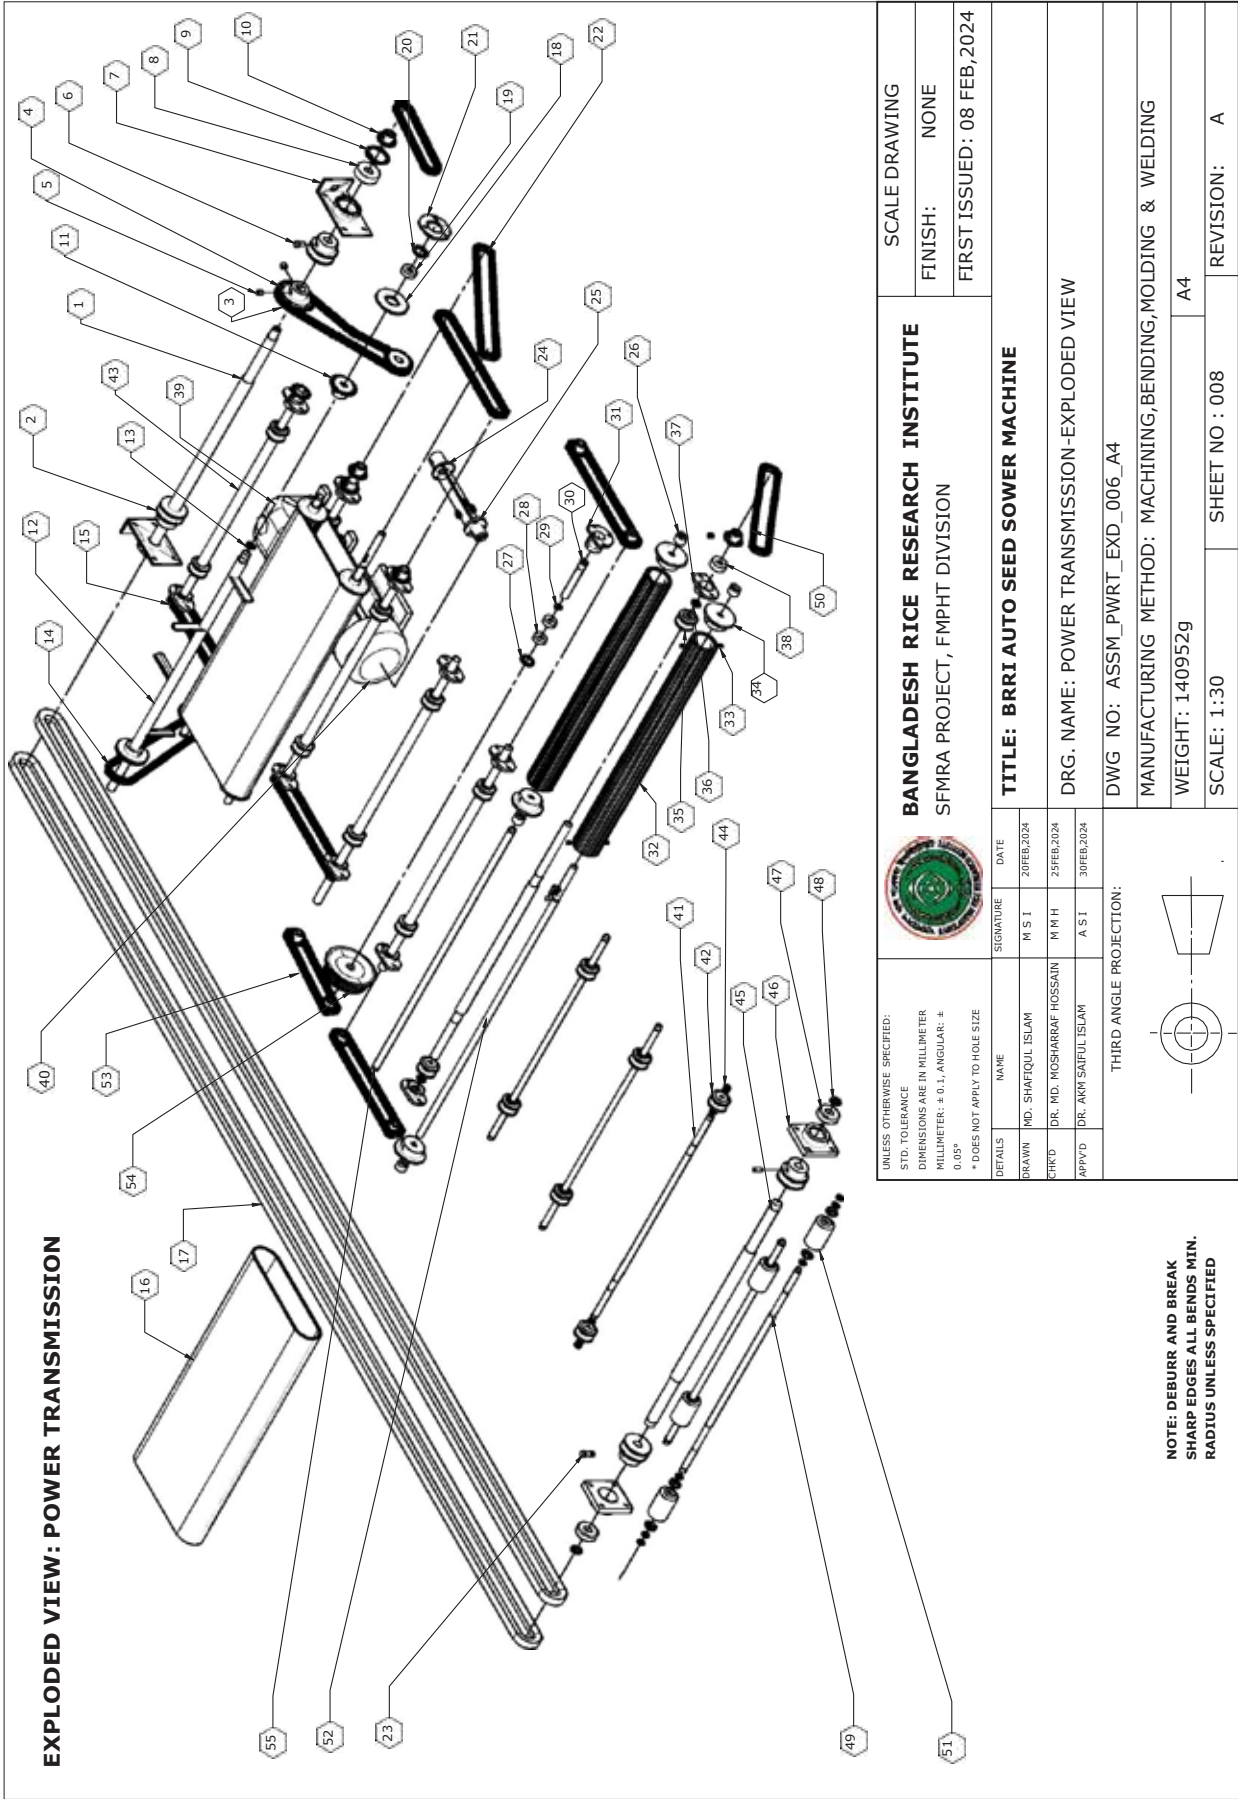 EXPLODED VIEW: POWER TRANSMISSION
10
9
8
7
6
4
5
11
1
43
39
2
13
12
15
14
3
20
21
18
19
22
25
24
26
31
37
30
28
29
27
50
38
34
33
36
35
32
44
47
48
41
42
45
46
40
53
54
17
16
55
52
23
49
51
NOTE: DEBURR AND BREAK
SHARP EDGES ALL BENDS MIN.
RADIUS UNLESS SPECIFIED
UNLESS OTHERWISE SPECIFIED:
STD. TOLERANCE
DIMENSIONS ARE IN MILLIMETER
MILLIMETER: ± 0.1, ANGULAR: ±
0.05°
* DOES NOT APPLY TO HOLE SIZE
BANGLADESH RICE RESEARCH INSTITUTE
SFMRA PROJECT, FMPHT DIVISION
SCALE DRAWING
FINISH: NONE
FIRST ISSUED: 08 FEB,2024
DETAILS NAME SIGNATURE DATE
DRAWN MD. SHAFIQUL ISLAM M S I 20FEB,2024
CHK'D DR. MD. MOSHARRAF HOSSAIN M M H 25FEB,2024
APPV'D DR. AKM SAIFUL ISLAM A S I 30FEB,2024
THIRD ANGLE PROJECTION:
TITLE: BRRI AUTO SEED SOWER MACHINE
DRG. NAME: POWER TRANSMISSION-EXPLODED VIEW
DWG NO: ASSM_PWRT_EXD_006_A4
MANUFACTURING METHOD: MACHINING,BENDING,MOLDING & WELDING
WEIGHT: 140952g A4
SCALE: 1:30 SHEET NO : 008 REVISION: A